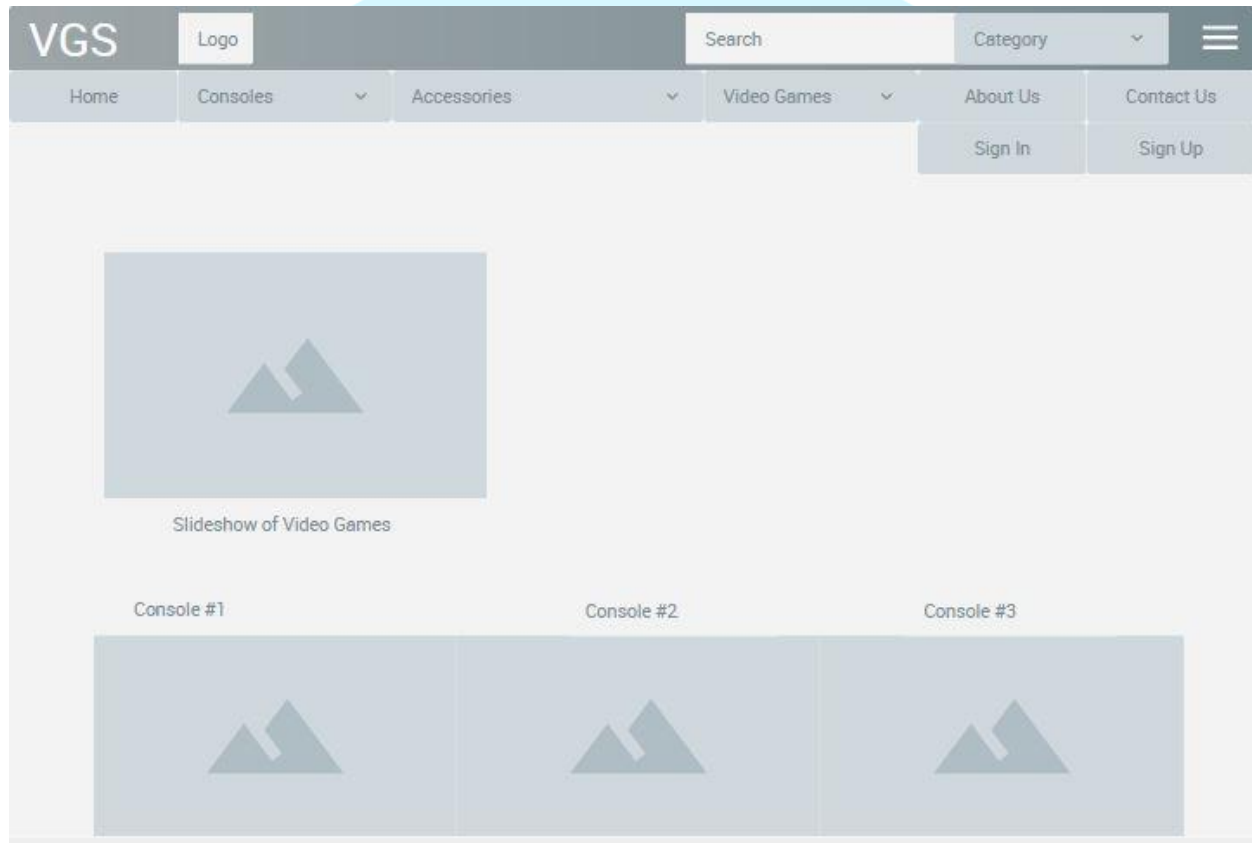 VGS Logo Search Category
Home Consoles Accessories Video Games About Us Contact Us
Sign In Sign Up
Slideshow of Video Games
Console #1 Console #2 Console #3